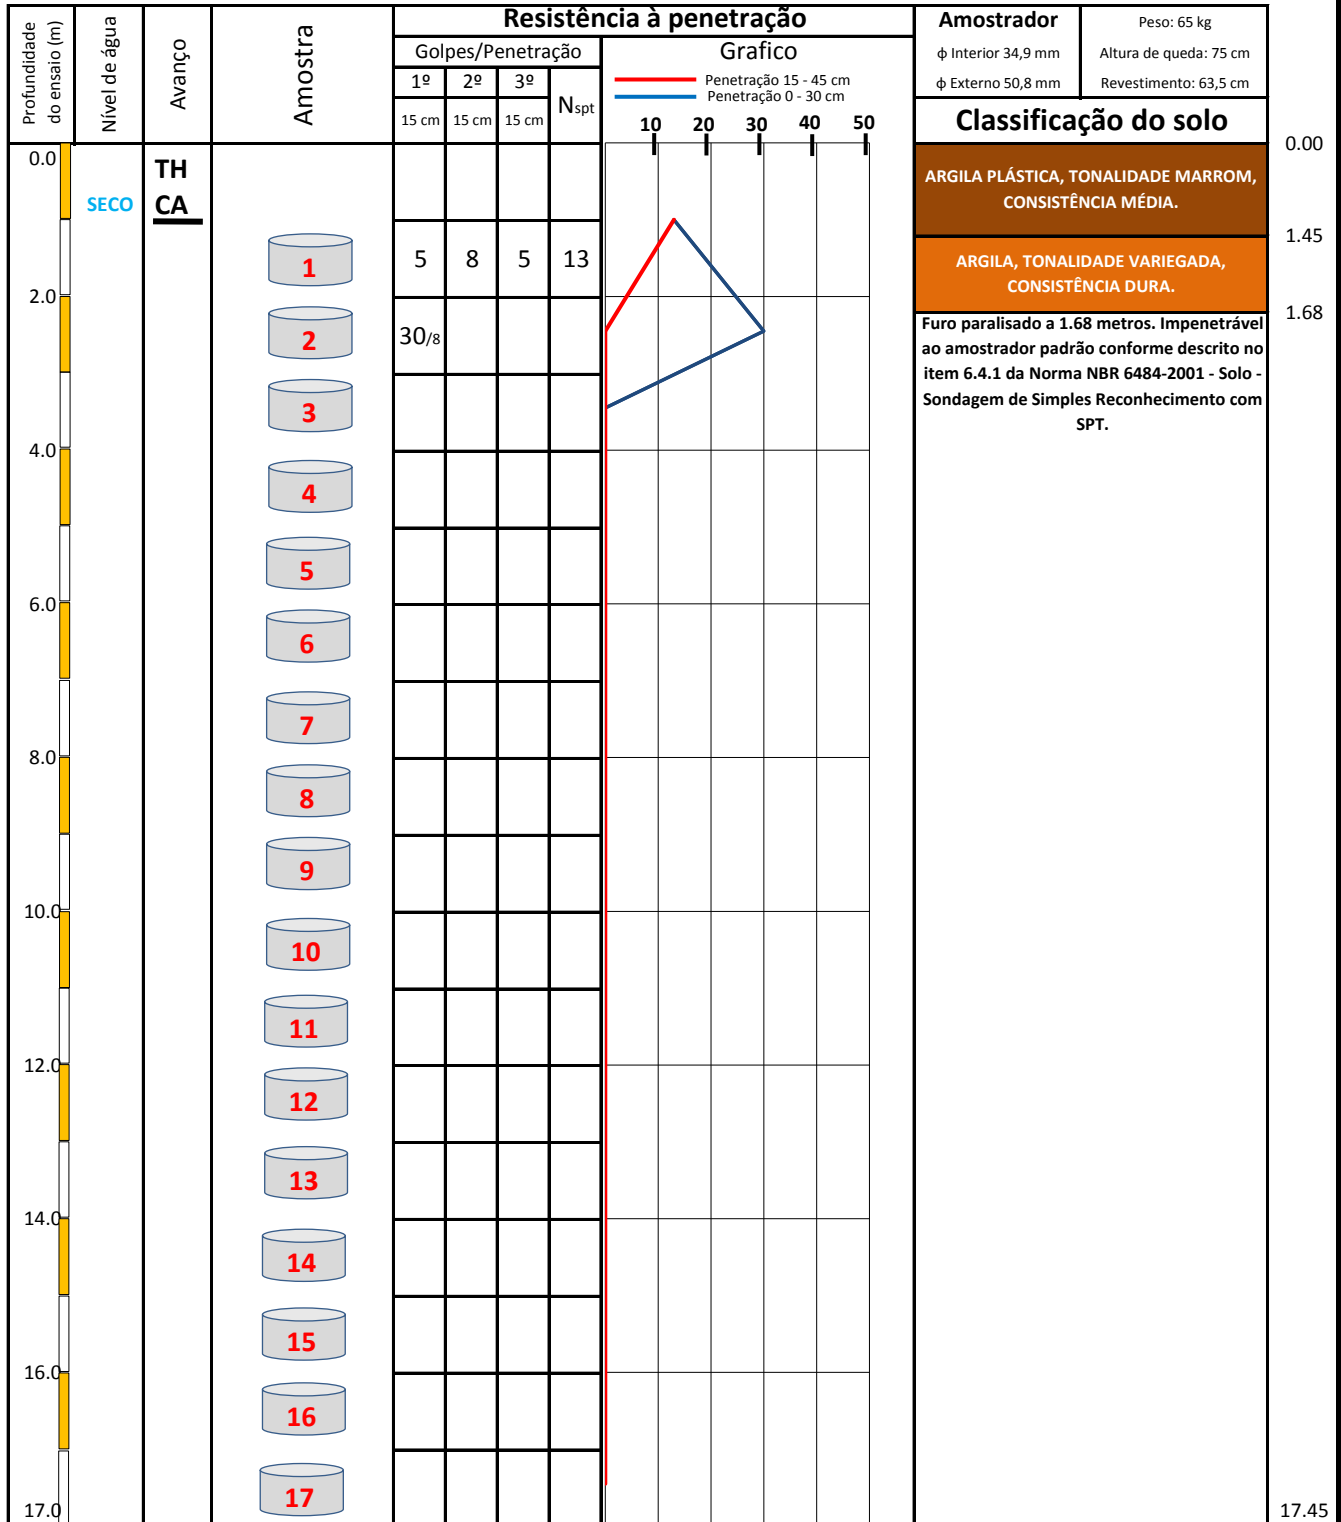 Profundidade
do ensaio (m)
Nível de água
Avanço
Amostra
Resistência à penetração
Golpes/Penetração
1º 2º 3º
15 cm 15 cm 15 cm
Nspt
Grafico
Penetração 15 - 45 cm
Penetração 0 - 30 cm
10 20 30 40 50
Amostrador
ϕ Interior 34,9 mm
ϕ Externo 50,8 mm
Peso: 65 kg
Altura de queda: 75 cm
Revestimento: 63,5 cm
Classificação do solo
0.0
TH
0.00
ARGILA PLÁSTICA, TONALIDADE MARROM,
CONSISTÊNCIA MÉDIA.
SECO
CA
1.45
1
5 8 5 13
ARGILA, TONALIDADE VARIEGADA,
CONSISTÊNCIA DURA.
2.0
1.68
2
30/8
Furo paralisado a 1.68 metros. Impenetrável
ao amostrador padrão conforme descrito no
item 6.4.1 da Norma NBR 6484-2001 - Solo -
Sondagem de Simples Reconhecimento com
SPT.
3
4.0
4
5
6.0
6
7
8.0
8
9
10.0
10
11
12.0
12
13
14.0
14
15
16.0
16
17
17.0
17.45